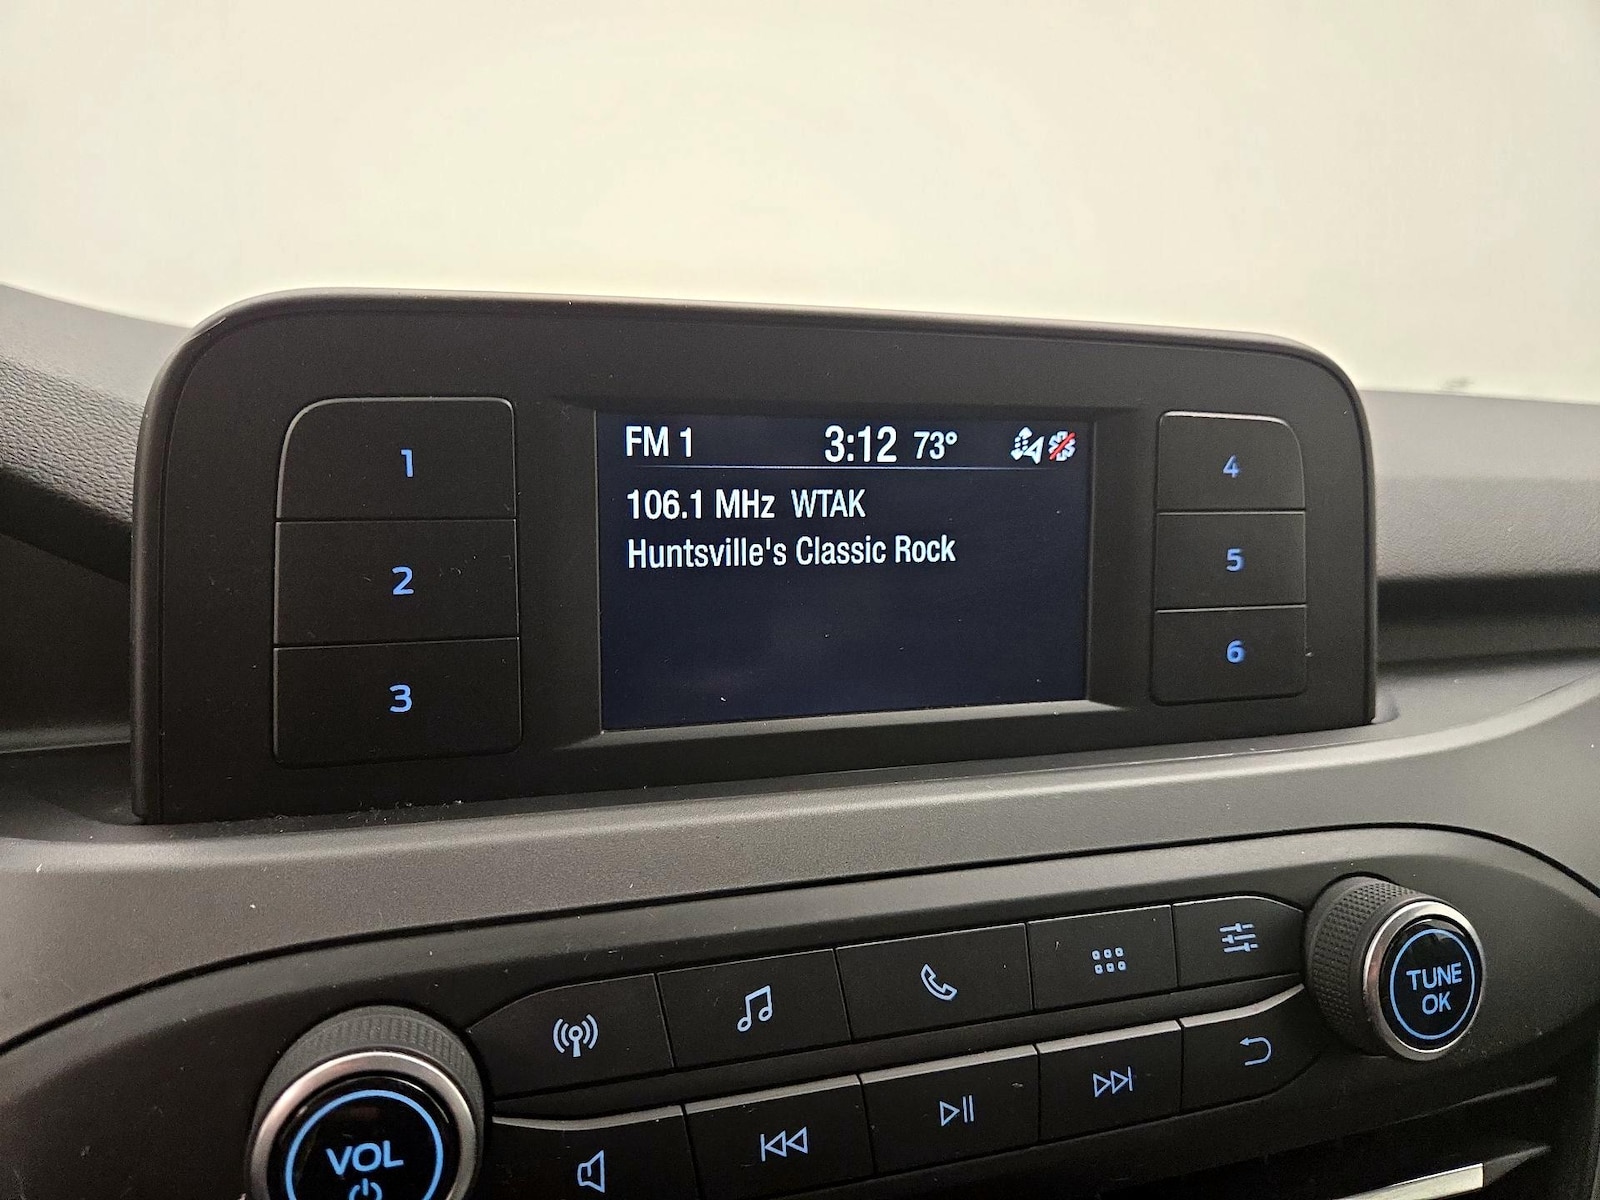 FM 1 3:12 73°
106.1 MHz WTAK
Huntsville's Classic Rock
1
2
3
4
5
6
TUNE
OK
VOL